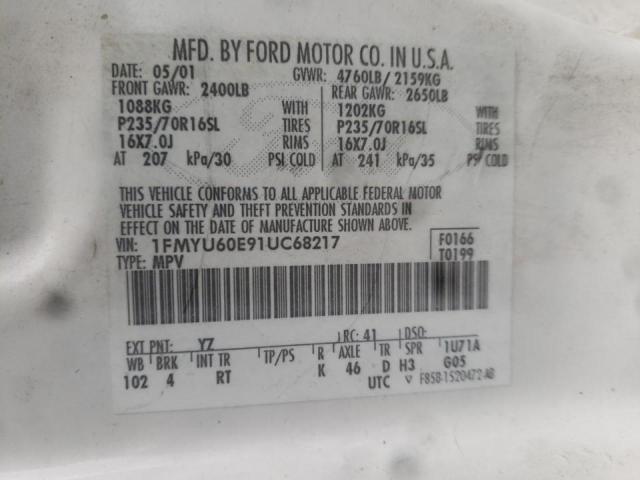 MFD. BY FORD MOTOR CO. IN U.S.A.
DATE: 05/01 GVWR: 4760LB/ 2159KG
FRONT GAWR: 2400LB REAR GAWR: 2650LB
1088KG WITH 1202KG WITH
P235/70R16SL TIRES P235/70R16SL TIRES
16X7.0J RIMS 16X7.0J RIMS
AT 207 kPa/30 PSI COLD AT 241 kPa/35 PSI COLD
THIS VEHICLE CONFORMS TO ALL APPLICABLE FEDERAL MOTOR
VEHICLE SAFETY AND THEFT PREVENTION STANDARDS IN
EFFECT ON THE DATE OF MANUFACTURE SHOWN ABOVE.
VIN: 1FMYU60E91UC68217 F0166
TYPE: MPV T0199
EXT PNT: YZ RC: 41 DSO:
WB BRK INT TR TP/PS R AXLE TR SPR 1U71A
102 4 RT K 46 D H3 G05
UTC F85B-1520472-AB